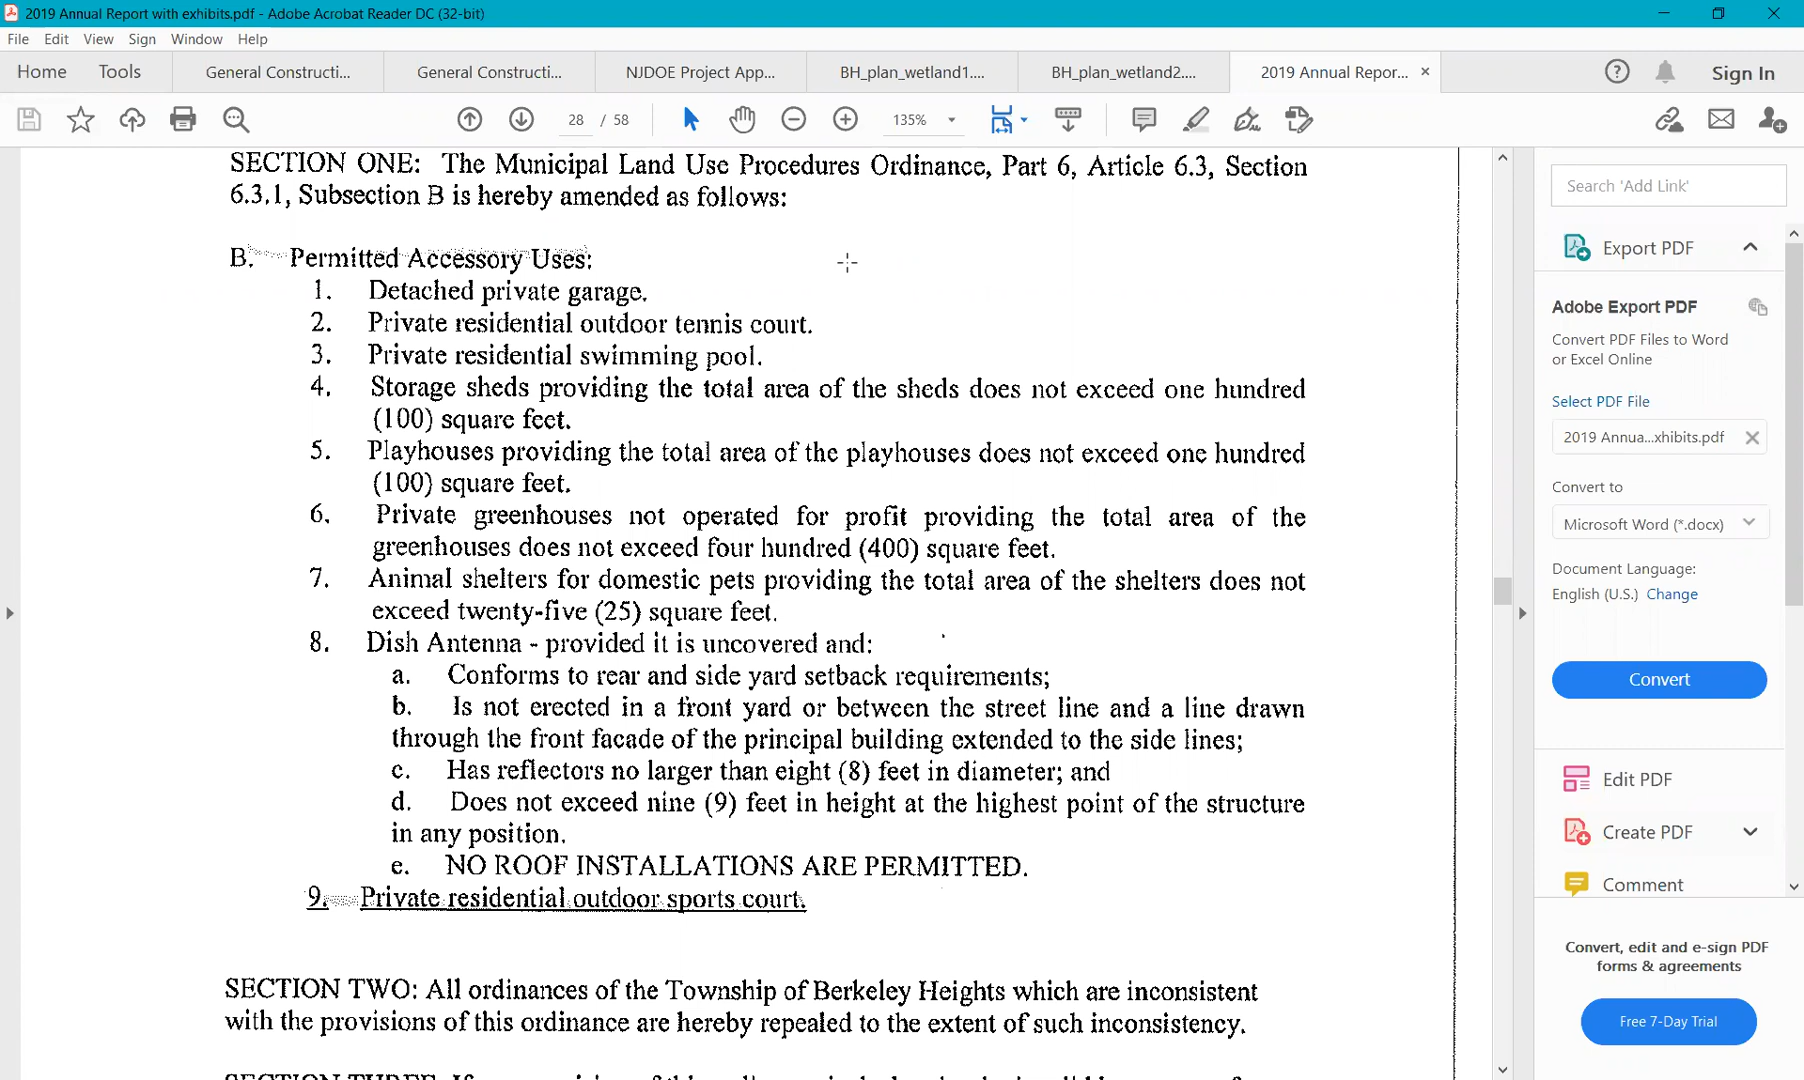 2019 Annual Report with exhibits.pdf - Adobe Acrobat Reader DC (32-bit)
File Edit View Sign Window Help
Home Tools General Constructi... General Constructi... NJDOE Project App... BH_plan_wetland1.... BH_plan_wetland2.... 2019 Annual Repor... × Sign In
28 / 58 135%
SECTION ONE: The Municipal Land Use Procedures Ordinance, Part 6, Article 6.3, Section
6.3.1, Subsection B is hereby amended as follows:
B. Permitted Accessory Uses:
1. Detached private garage.
2. Private residential outdoor tennis court.
3. Private residential swimming pool.
4. Storage sheds providing the total area of the sheds does not exceed one hundred
(100) square feet.
5. Playhouses providing the total area of the playhouses does not exceed one hundred
(100) square feet.
6. Private greenhouses not operated for profit providing the total area of the
greenhouses does not exceed four hundred (400) square feet.
7. Animal shelters for domestic pets providing the total area of the shelters does not
exceed twenty-five (25) square feet.
8. Dish Antenna - provided it is uncovered and:
a. Conforms to rear and side yard setback requirements;
b. Is not erected in a front yard or between the street line and a line drawn
through the front facade of the principal building extended to the side lines;
c. Has reflectors no larger than eight (8) feet in diameter; and
d. Does not exceed nine (9) feet in height at the highest point of the structure
in any position.
e. NO ROOF INSTALLATIONS ARE PERMITTED.
9. Private residential outdoor sports court.
SECTION TWO: All ordinances of the Township of Berkeley Heights which are inconsistent
with the provisions of this ordinance are hereby repealed to the extent of such inconsistency.
SECTION THREE: If
Search 'Add Link'
Export PDF
Adobe Export PDF
Convert PDF Files to Word
or Excel Online
Select PDF File
2019 Annua...xhibits.pdf
Convert to
Microsoft Word (*.docx)
Document Language:
English (U.S.) Change
Convert
Edit PDF
Create PDF
Comment
Convert, edit and e-sign PDF
forms & agreements
Free 7-Day Trial